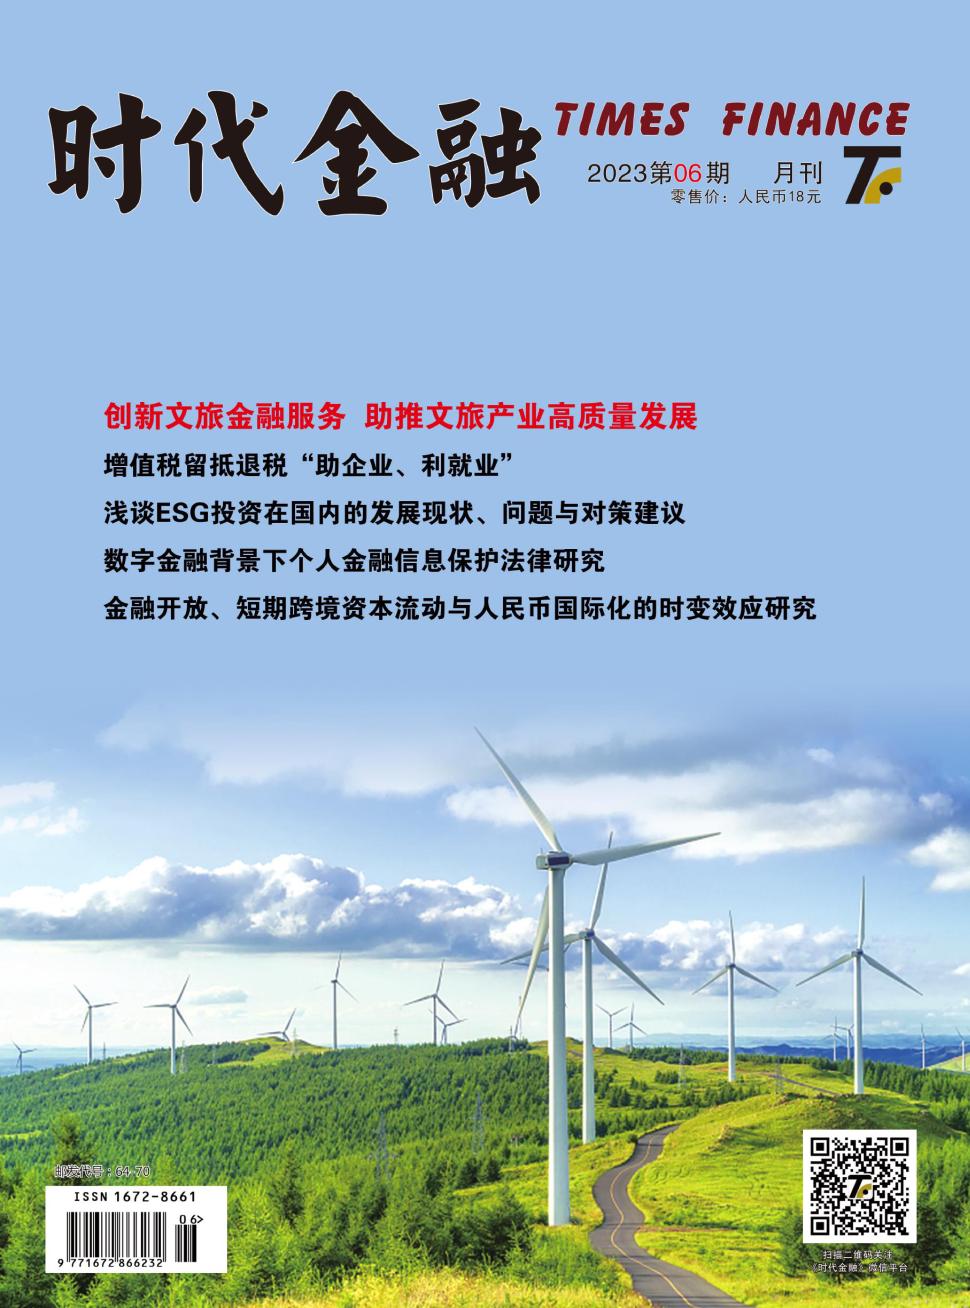 时代金融
TIMES FINANCE
2023第06期 月刊
零售价：人民币18元
创新文旅金融服务 助推文旅产业高质量发展
增值税留抵退税“助企业、利就业”
浅谈ESG投资在国内的发展现状、问题与对策建议
数字金融背景下个人金融信息保护法律研究
金融开放、短期跨境资本流动与人民币国际化的时变效应研究
邮发代号：64-70
ISSN 1672-8661
06>
9 771672 866232
扫描二维码关注
《时代金融》微信平台